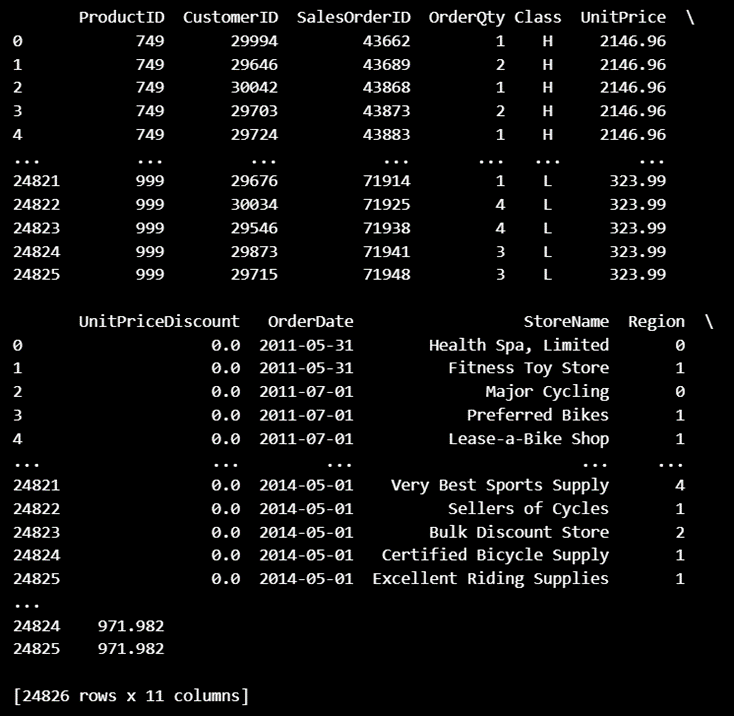 ProductID CustomerID SalesOrderID OrderQty Class UnitPrice \
0 749 29994 43662 1 H 2146.96
1 749 29646 43689 2 H 2146.96
2 749 30042 43868 1 H 2146.96
3 749 29703 43873 2 H 2146.96
4 749 29724 43883 1 H 2146.96
... ... ... ... ... ... ...
24821 999 29676 71914 1 L 323.99
24822 999 30034 71925 4 L 323.99
24823 999 29546 71938 4 L 323.99
24824 999 29873 71941 3 L 323.99
24825 999 29715 71948 3 L 323.99
UnitPriceDiscount OrderDate StoreName Region \
0 0.0 2011-05-31 Health Spa, Limited 0
1 0.0 2011-05-31 Fitness Toy Store 1
2 0.0 2011-07-01 Major Cycling 0
3 0.0 2011-07-01 Preferred Bikes 1
4 0.0 2011-07-01 Lease-a-Bike Shop 1
... ... ... ... ...
24821 0.0 2014-05-01 Very Best Sports Supply 4
24822 0.0 2014-05-01 Sellers of Cycles 1
24823 0.0 2014-05-01 Bulk Discount Store 2
24824 0.0 2014-05-01 Certified Bicycle Supply 1
24825 0.0 2014-05-01 Excellent Riding Supplies 1
...
24824 971.982
24825 971.982
[24826 rows x 11 columns]